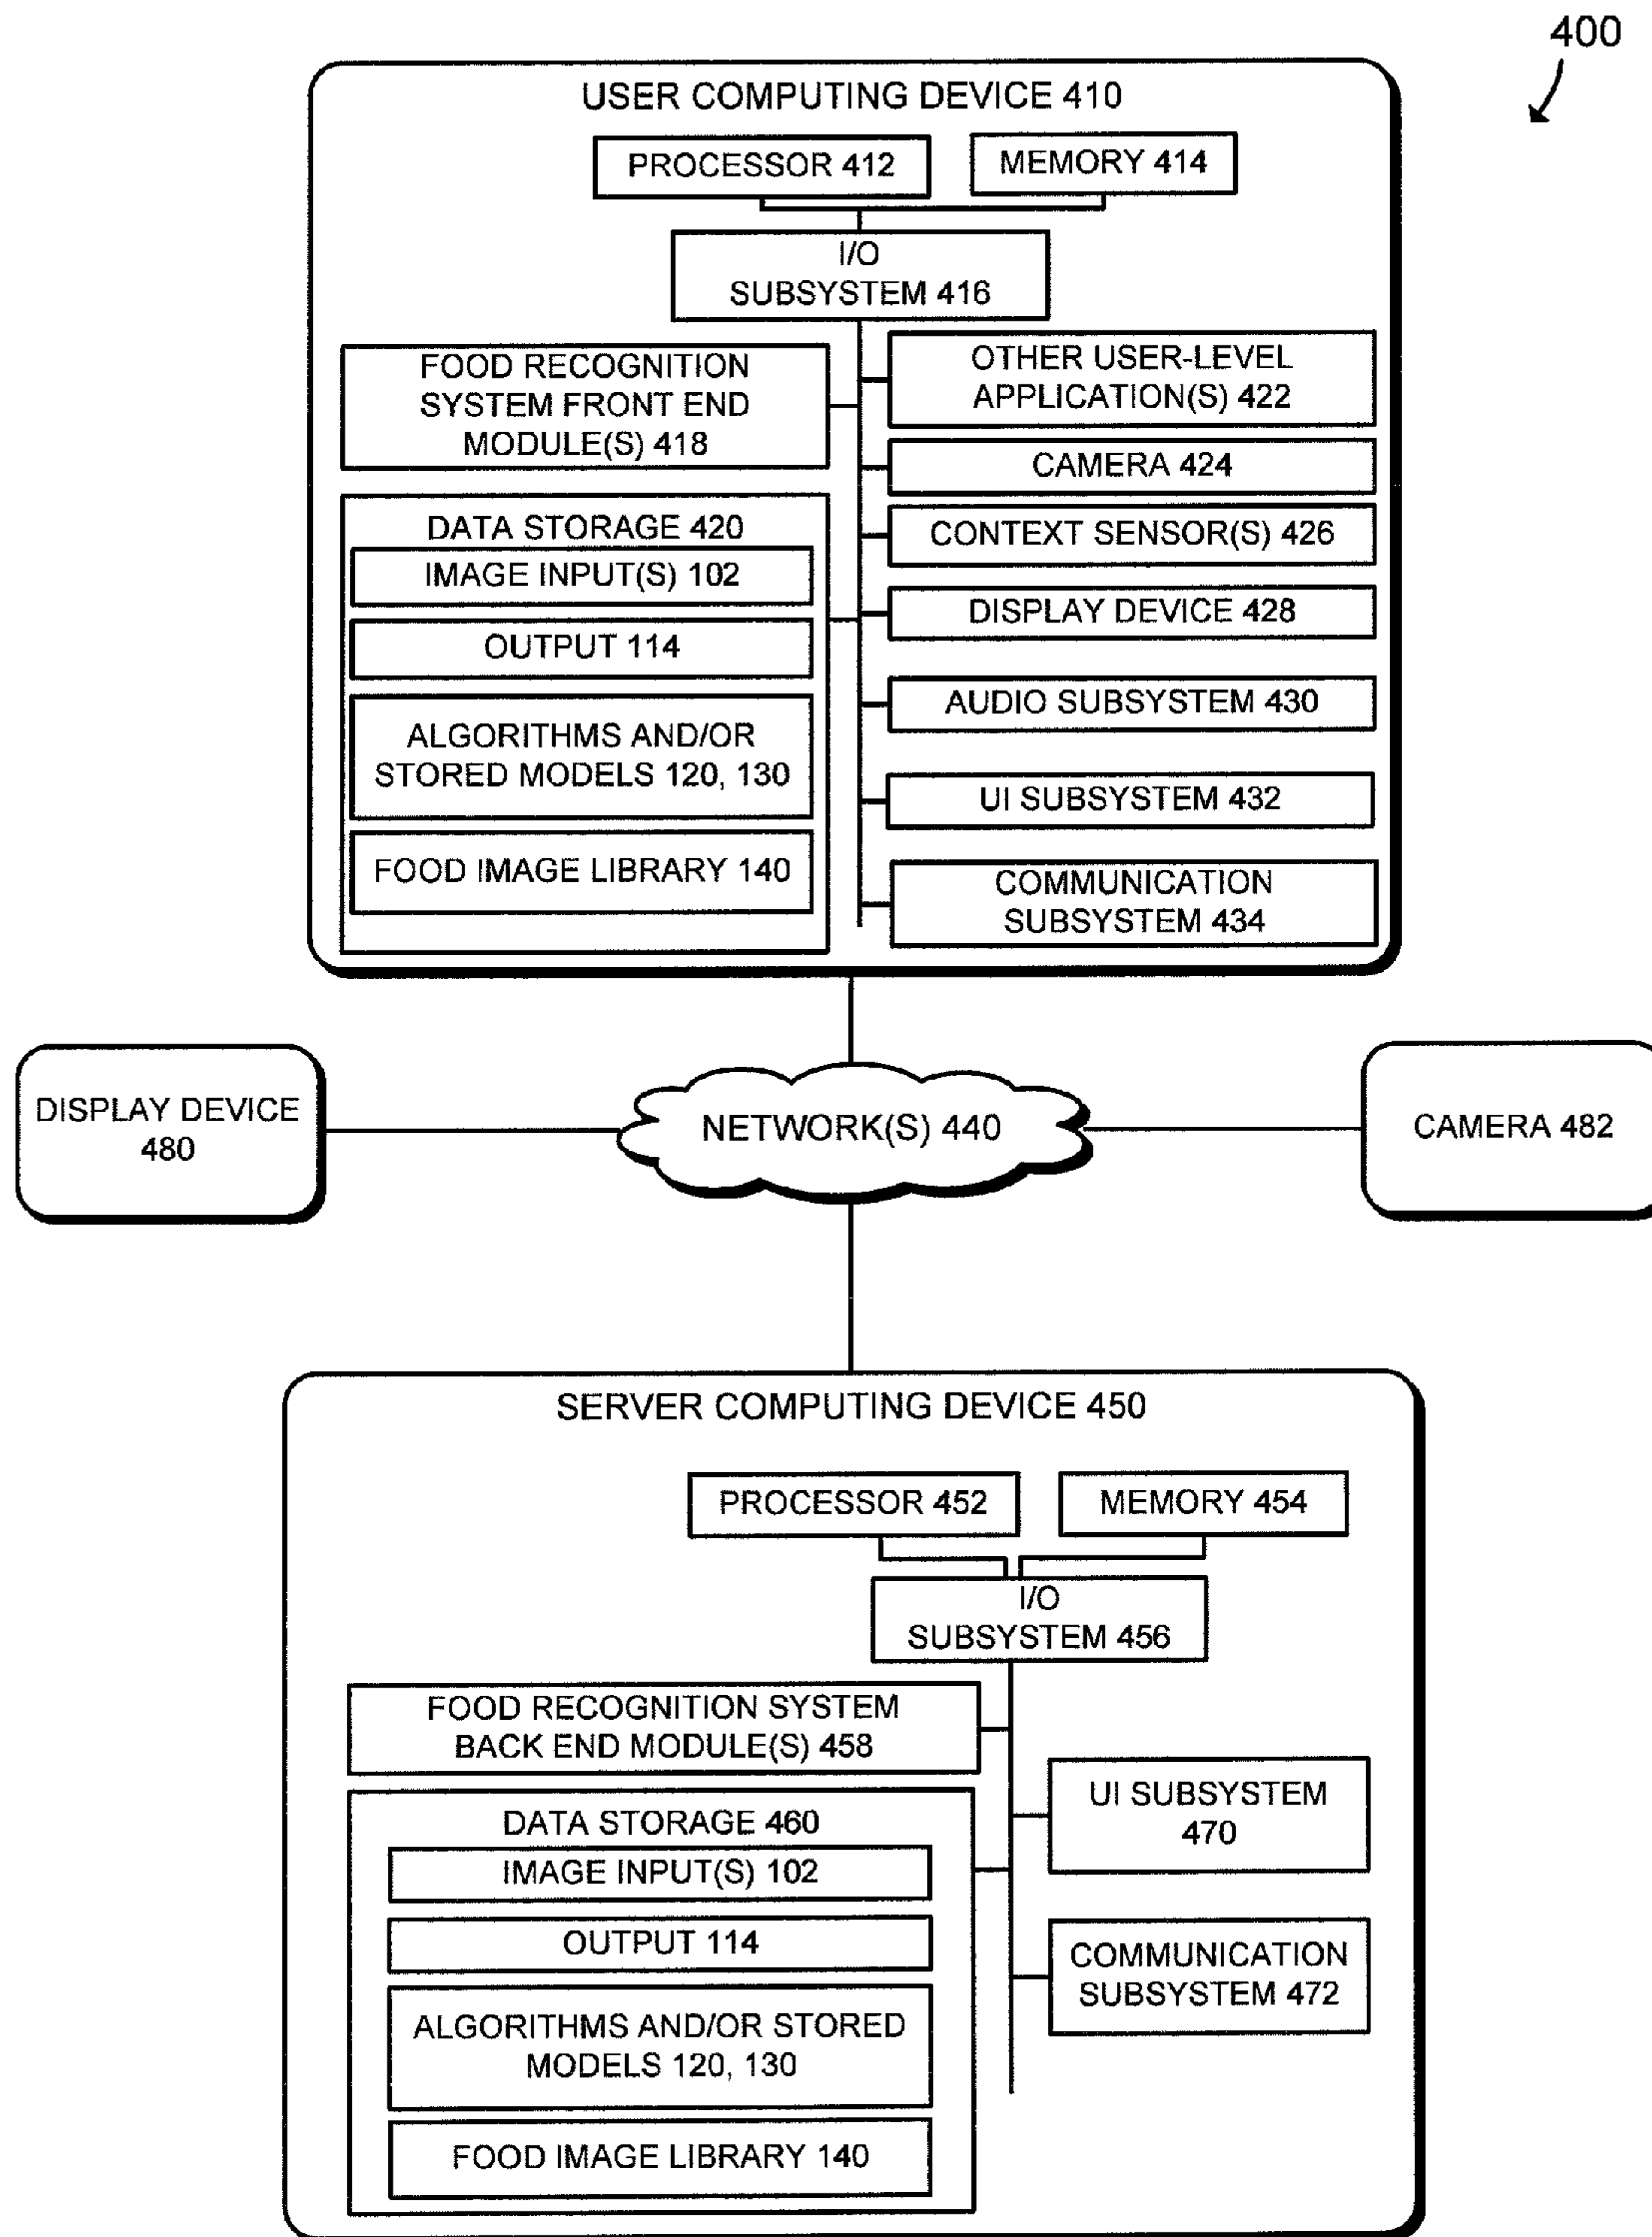 400
USER COMPUTING DEVICE 410
PROCESSOR 412
MEMORY 414
I/O
SUBSYSTEM 416
FOOD RECOGNITION
SYSTEM FRONT END
MODULE(S) 418
DATA STORAGE 420
IMAGE INPUT(S) 102
OUTPUT 114
ALGORITHMS AND/OR
STORED MODELS 120, 130
FOOD IMAGE LIBRARY 140
OTHER USER-LEVEL
APPLICATION(S) 422
CAMERA 424
CONTEXT SENSOR(S) 426
DISPLAY DEVICE 428
AUDIO SUBSYSTEM 430
UI SUBSYSTEM 432
COMMUNICATION
SUBSYSTEM 434
DISPLAY DEVICE
480
NETWORK(S) 440
CAMERA 482
SERVER COMPUTING DEVICE 450
PROCESSOR 452
MEMORY 454
I/O
SUBSYSTEM 456
FOOD RECOGNITION SYSTEM
BACK END MODULE(S) 458
DATA STORAGE 460
IMAGE INPUT(S) 102
OUTPUT 114
ALGORITHMS AND/OR STORED
MODELS 120, 130
FOOD IMAGE LIBRARY 140
UI SUBSYSTEM
470
COMMUNICATION
SUBSYSTEM 472